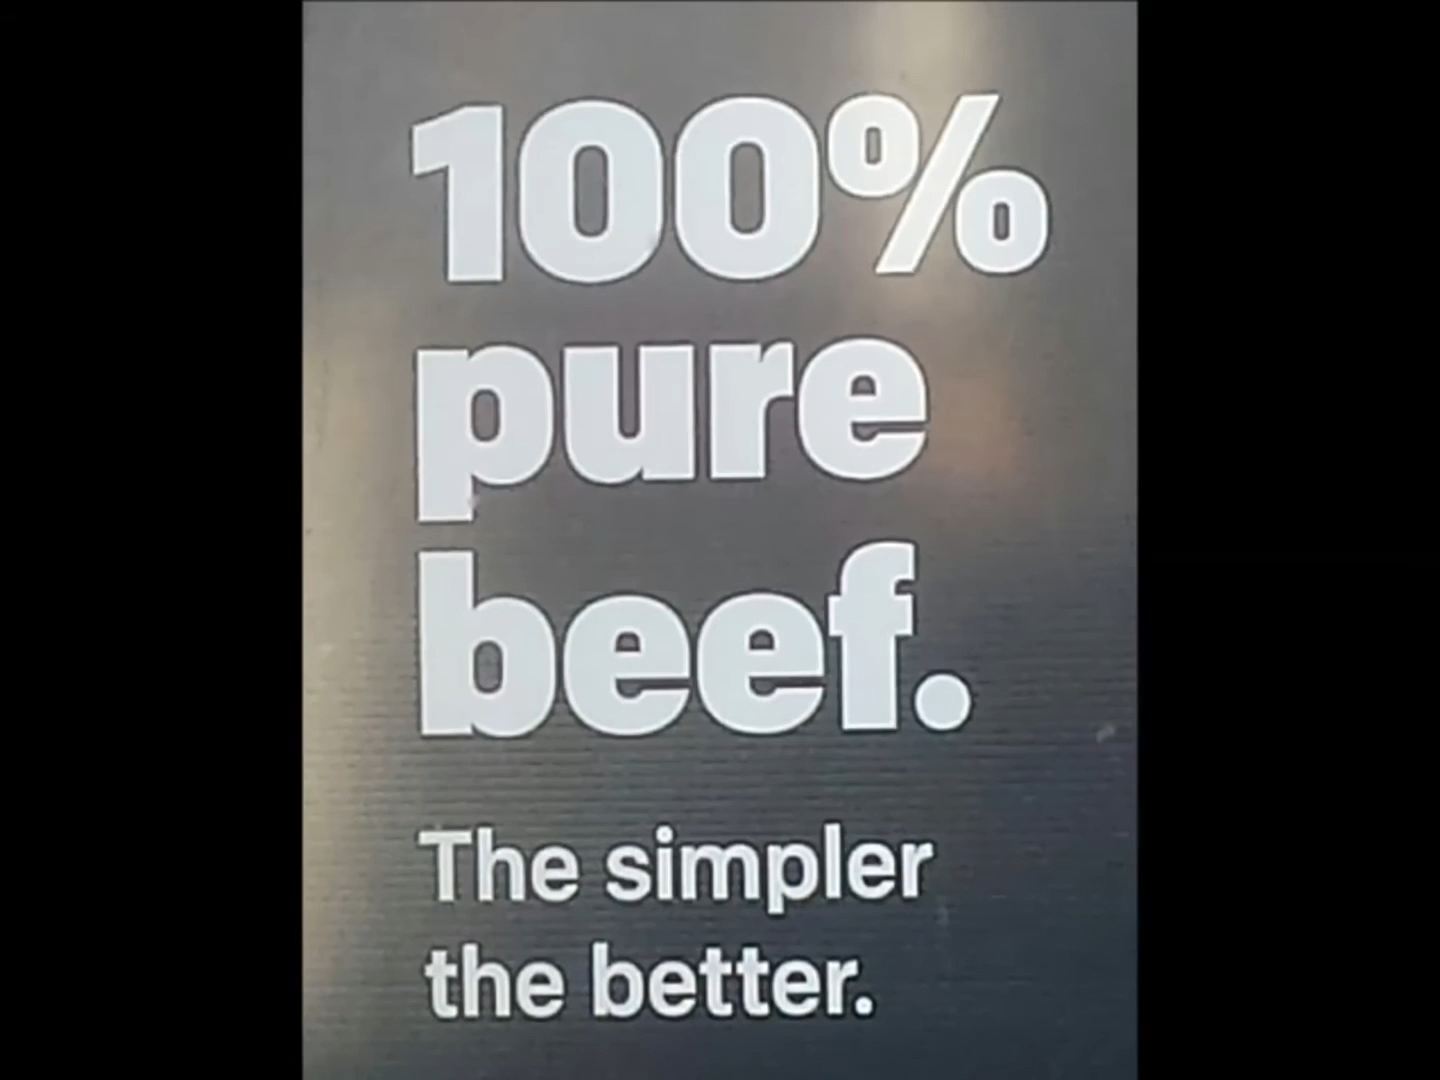 100%
pure
beef.
The simpler
the better.